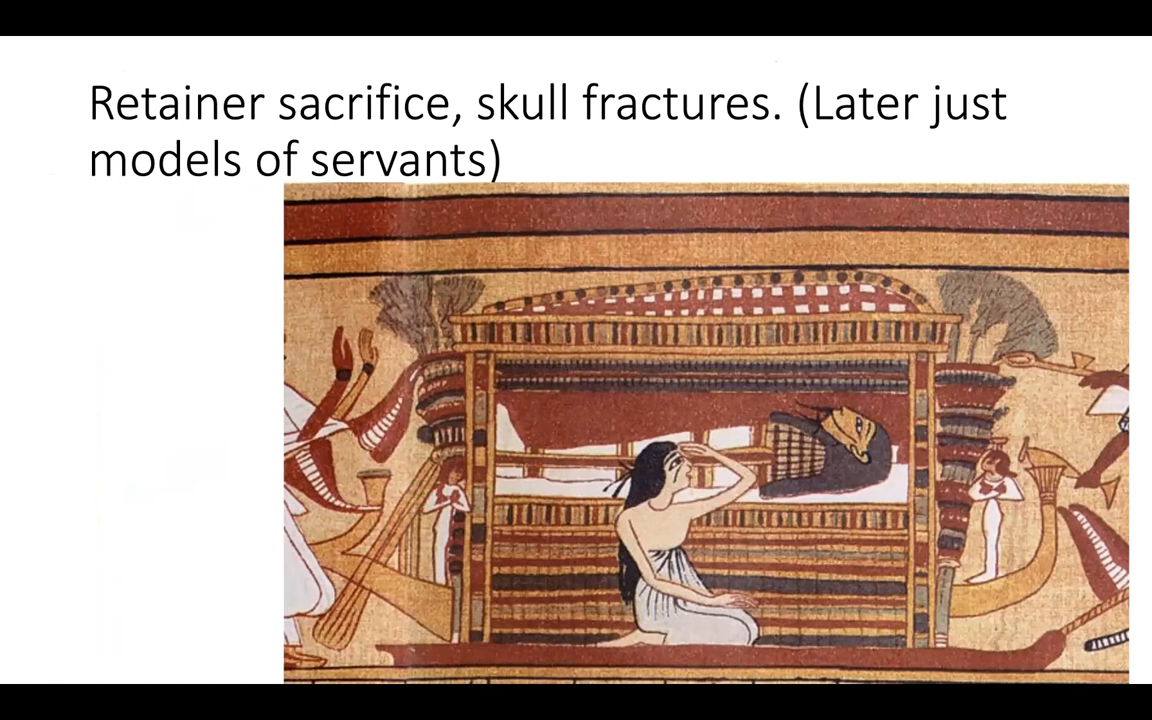 Retainer sacrifice, skull fractures. (Later just
models of servants)